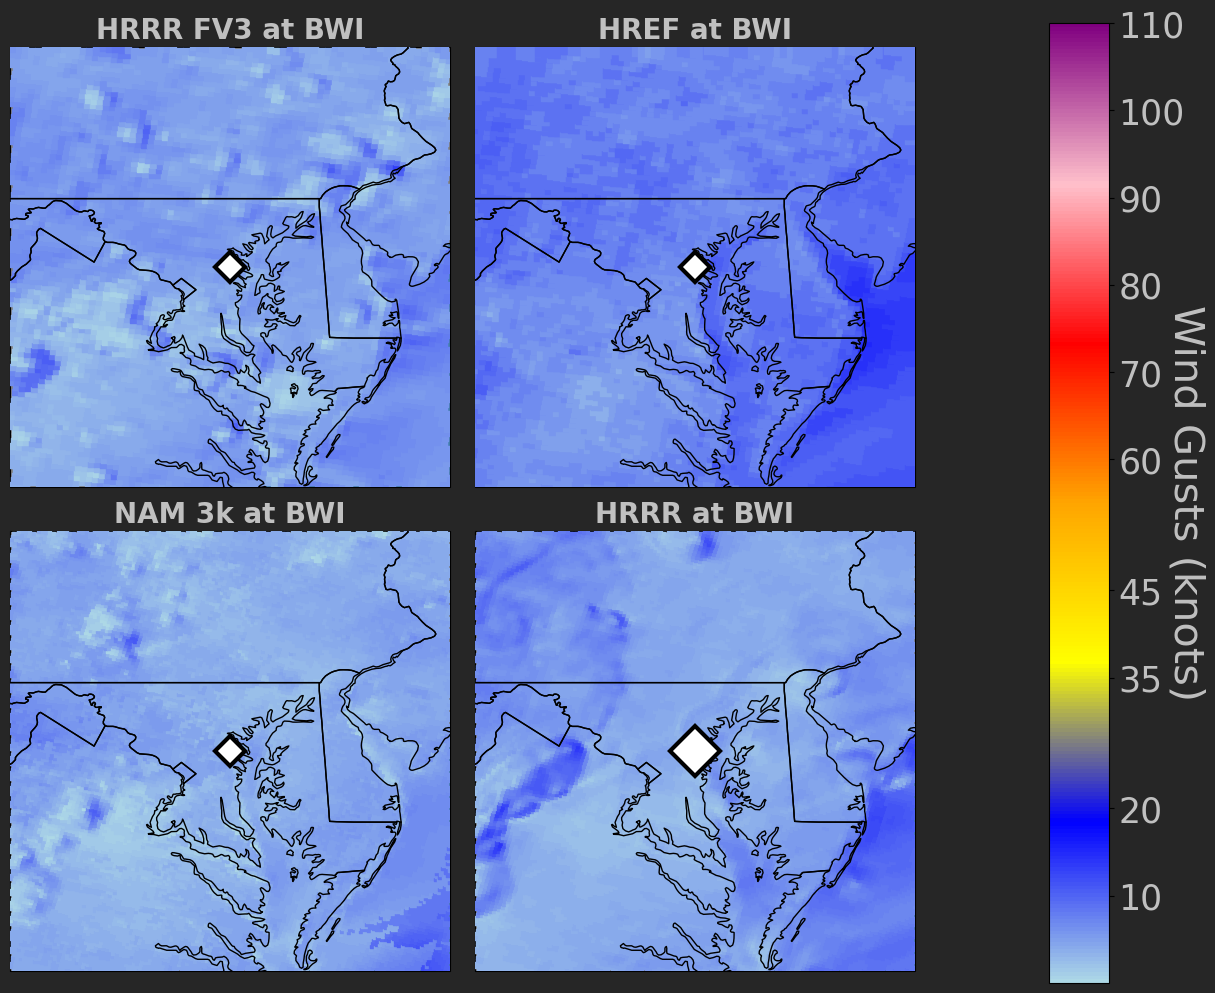 HRRR FV3 at BWI
HREF at BWI
NAM 3k at BWI
HRRR at BWI
110
100
90
80
70
60
45
35
20
10
Wind Gusts (knots)